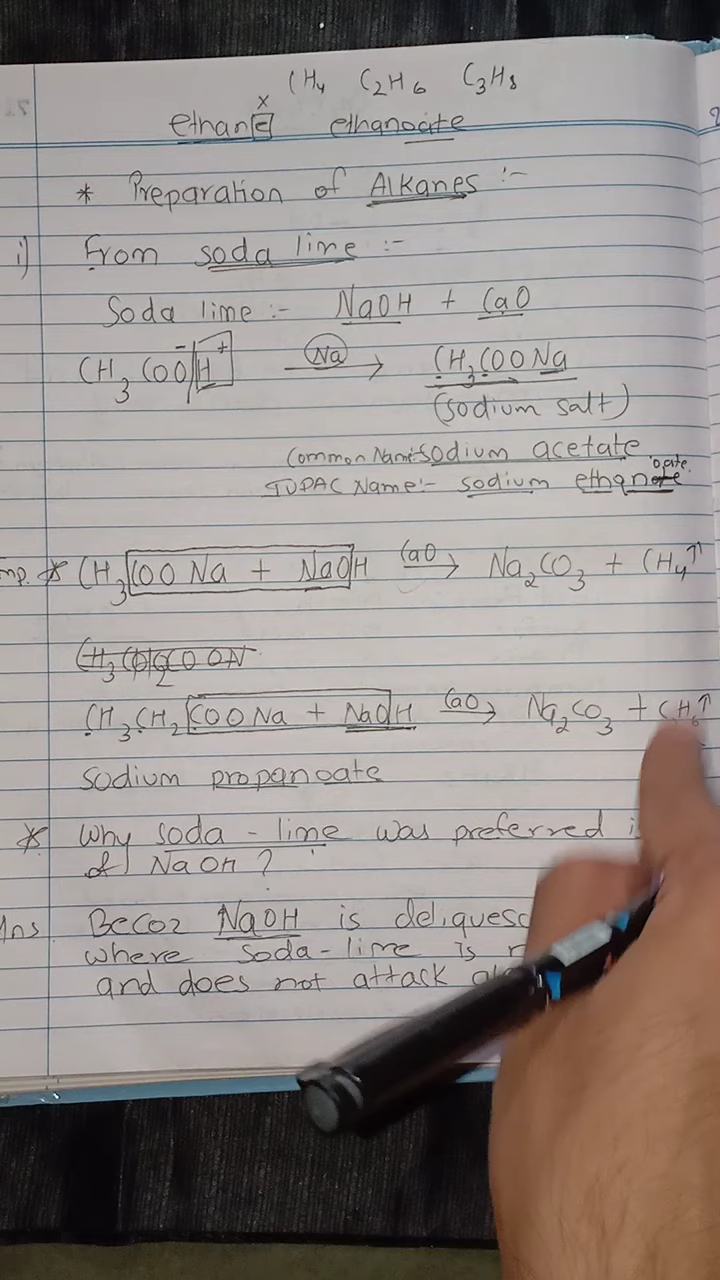 CH₄ C₂H₆ C₃H₈
x
ethane ethanoate
* Preparation of Alkanes :-
i) From soda lime :-
Soda lime :- NaOH + CaO
CH₃COO⁻H⁺ Na → CH₃COONa
(sodium salt)
Common Name:- sodium acetate
IUPAC Name:- sodium ethanoate
Imp. * CH₃COONa + NaOH CaO → Na₂CO₃ + CH₄↑
CH₃CH₂COONa + NaOH CaO → Na₂CO₃ +
sodium propanoate
* Why soda-lime was preferred
of NaOH ?
Ans Becoz NaOH is
where soda-lime is
and does not attack